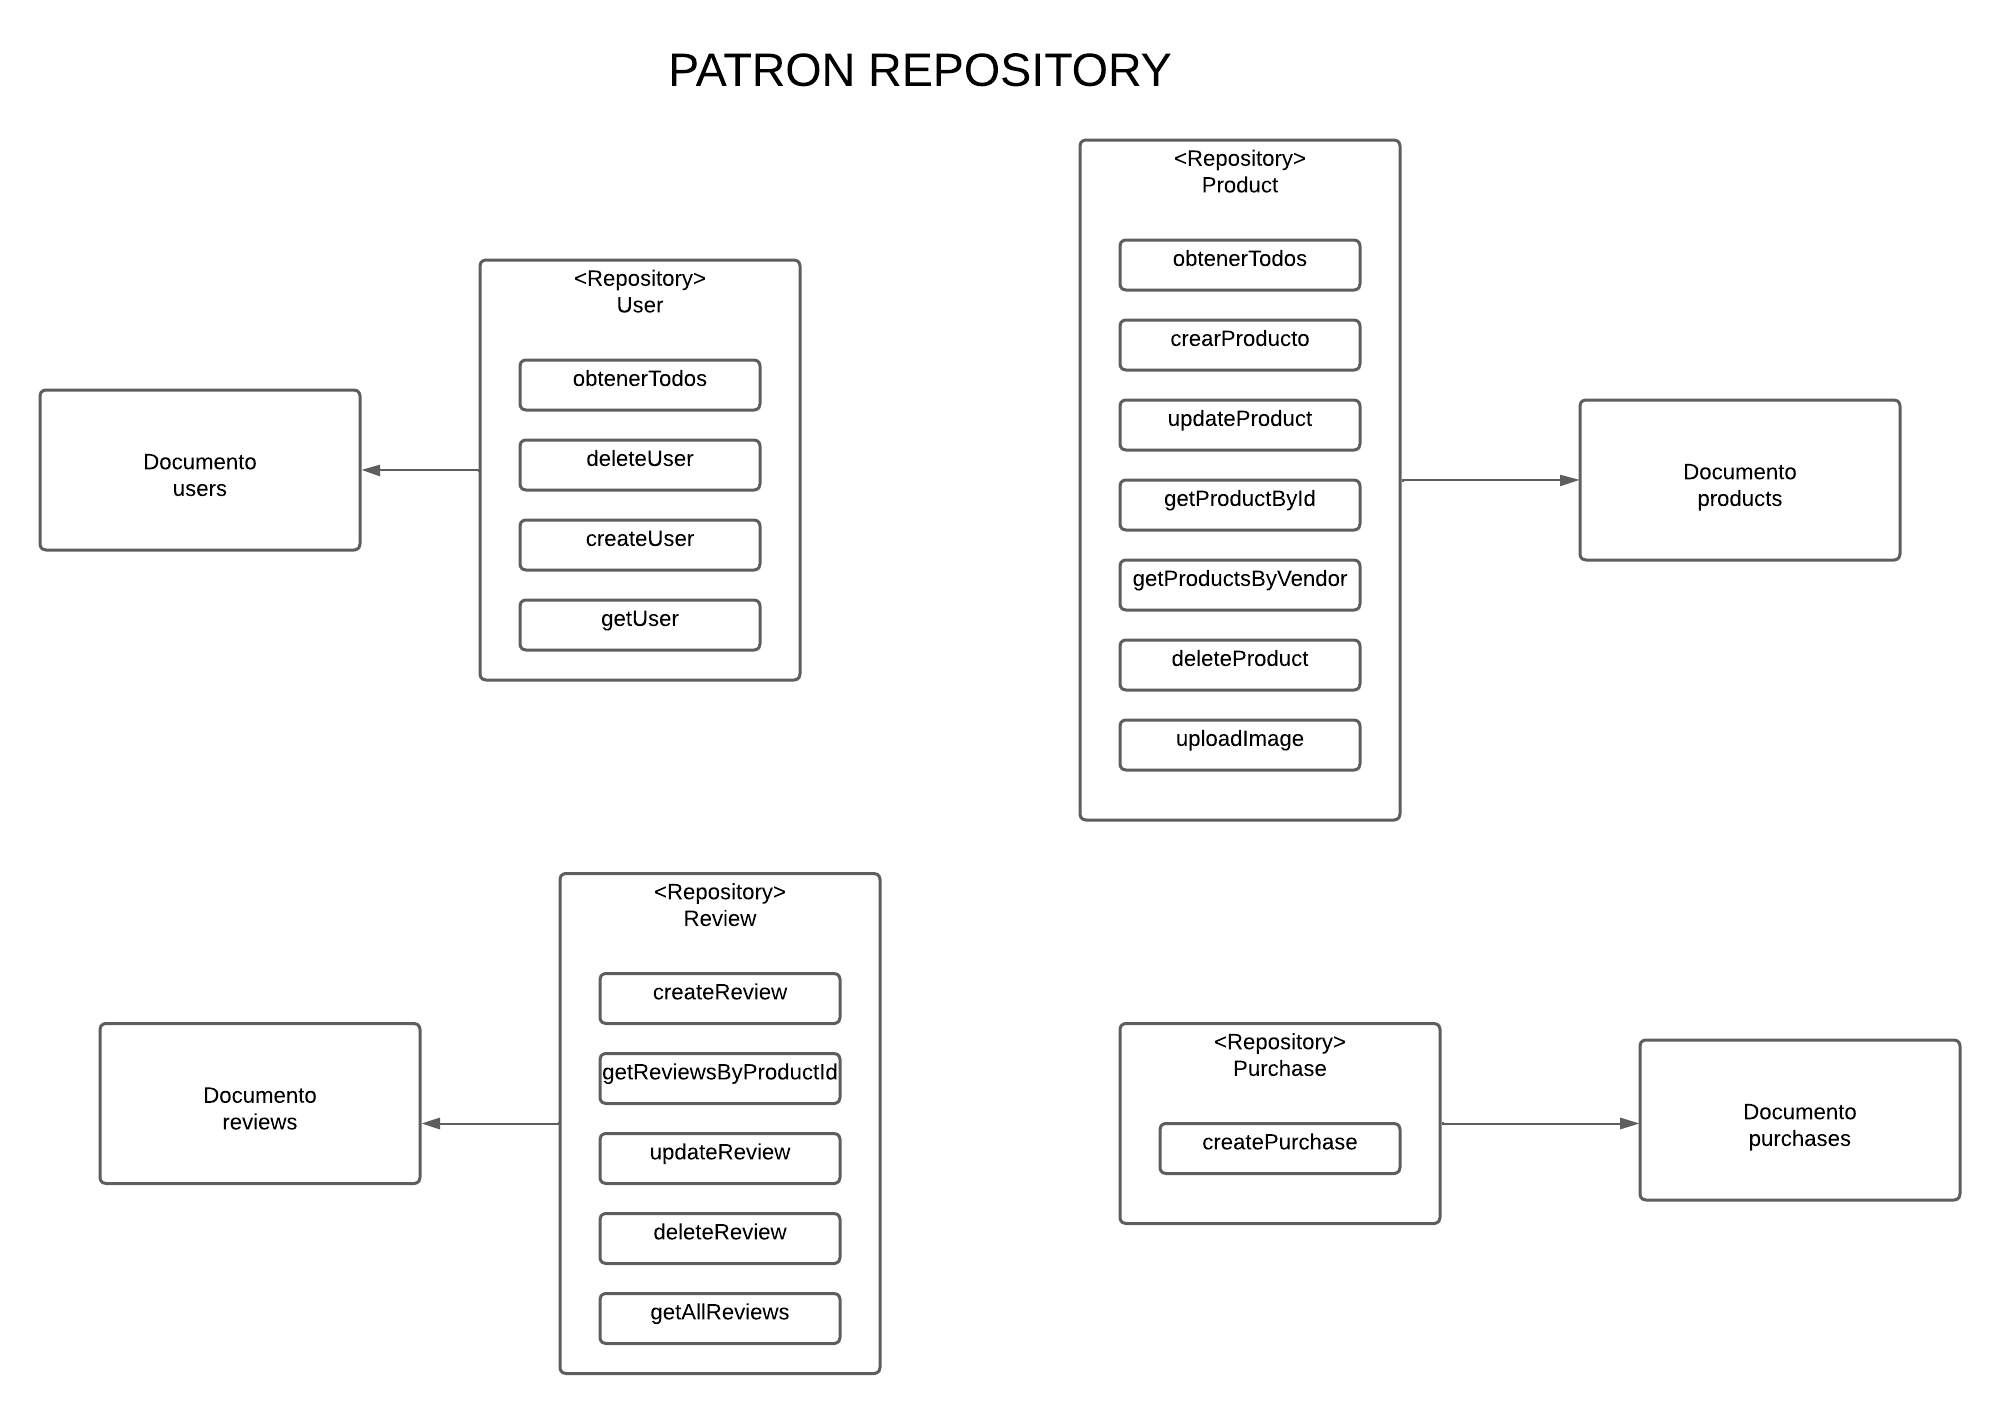 PATRON REPOSITORY
<Repository>
User
obtenerTodos
deleteUser
createUser
getUser
Documento
users
<Repository>
Product
obtenerTodos
crearProducto
updateProduct
getProductById
getProductsByVendor
deleteProduct
uploadImage
Documento
products
<Repository>
Review
createReview
getReviewsByProductId
updateReview
deleteReview
getAllReviews
Documento
reviews
<Repository>
Purchase
createPurchase
Documento
purchases